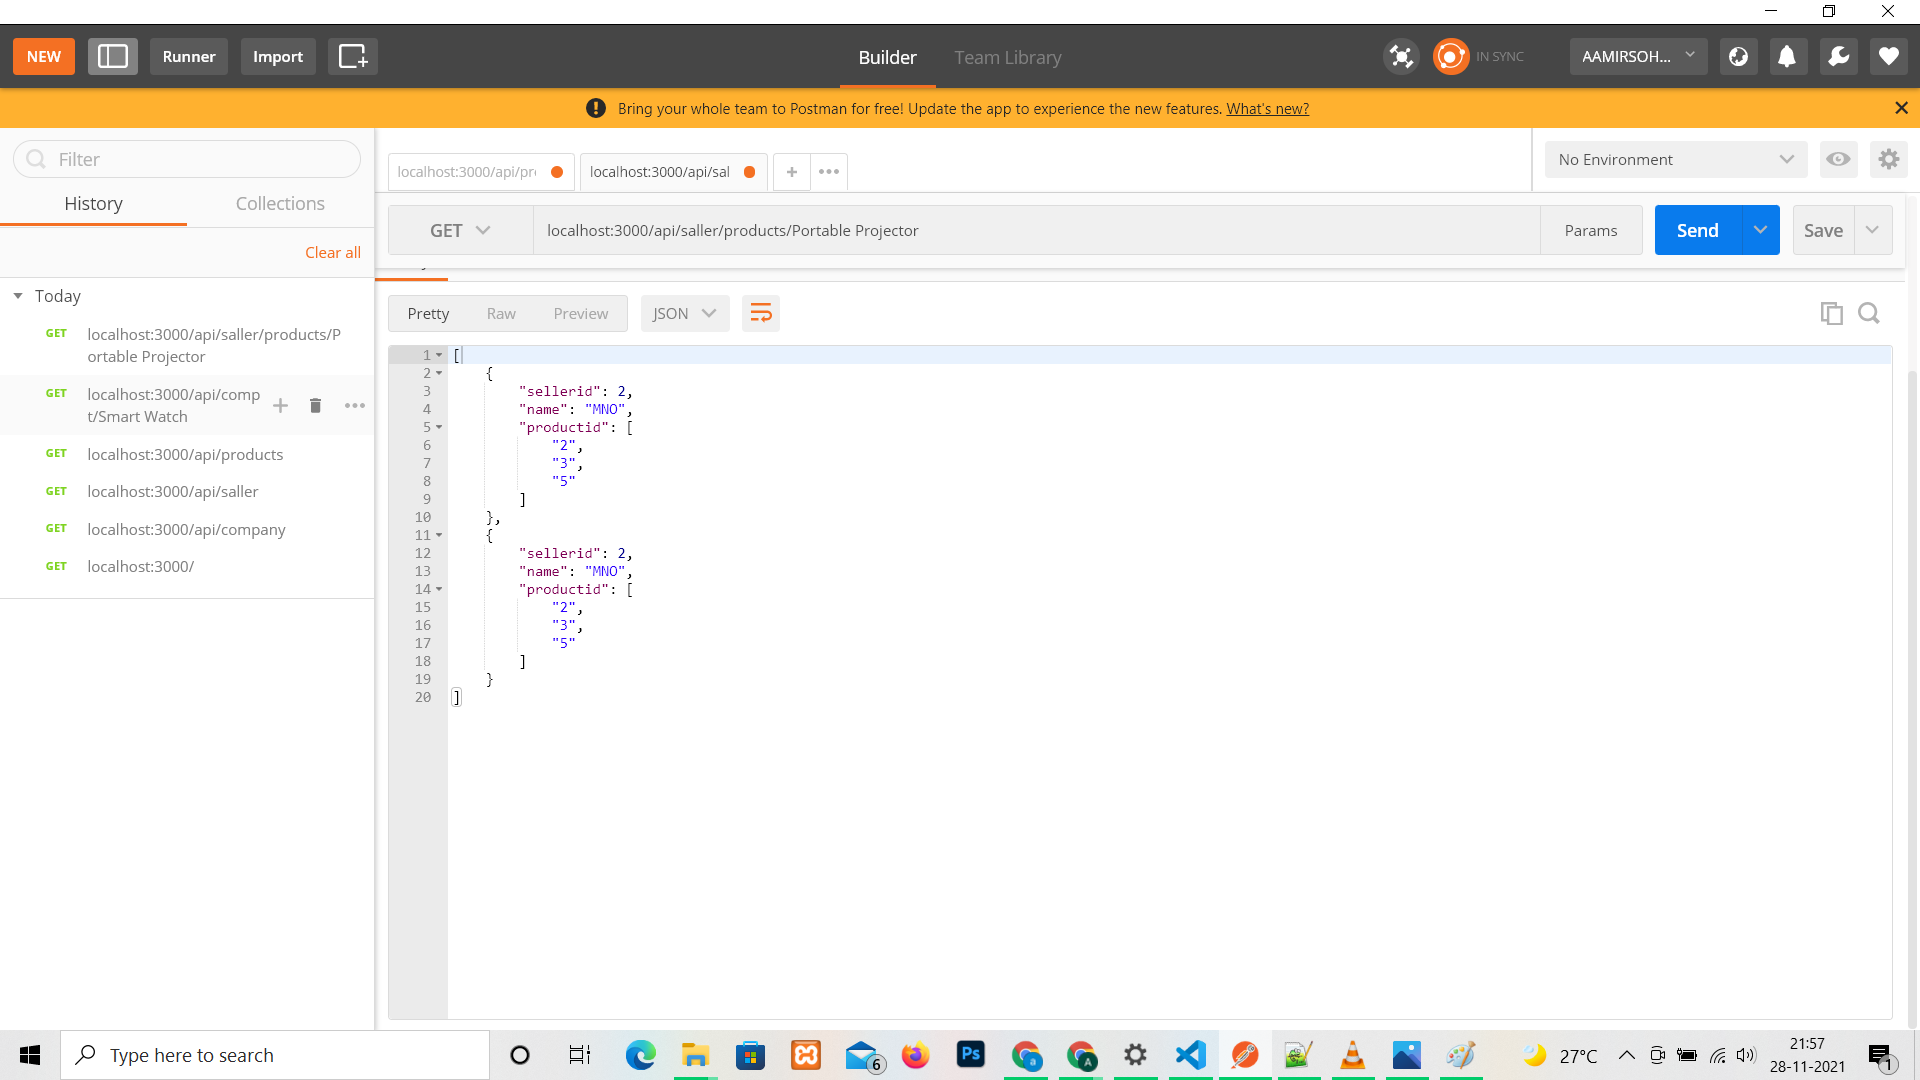 NEW
Runner
Import
Builder
Team Library
IN SYNC
AAMIRSOH...
Bring your whole team to Postman for free! Update the app to experience the new features. What's new?
Filter
History
Collections
Clear all
Today
GET localhost:3000/api/saller/products/P
ortable Projector
GET localhost:3000/api/comp
t/Smart Watch
GET localhost:3000/api/products
GET localhost:3000/api/saller
GET localhost:3000/api/company
GET localhost:3000/
localhost:3000/api/pr
localhost:3000/api/sal
No Environment
GET
localhost:3000/api/saller/products/Portable Projector
Params
Send
Save
Pretty
Raw
Preview
JSON
1 [
2 {
3 "sellerid": 2,
4 "name": "MNO",
5 "productid": [
6 "2",
7 "3",
8 "5"
9 ]
10 },
11 {
12 "sellerid": 2,
13 "name": "MNO",
14 "productid": [
15 "2",
16 "3",
17 "5"
18 ]
19 }
20 ]
Type here to search
6
Ps
a
A
27°C
21:57
28-11-2021
1